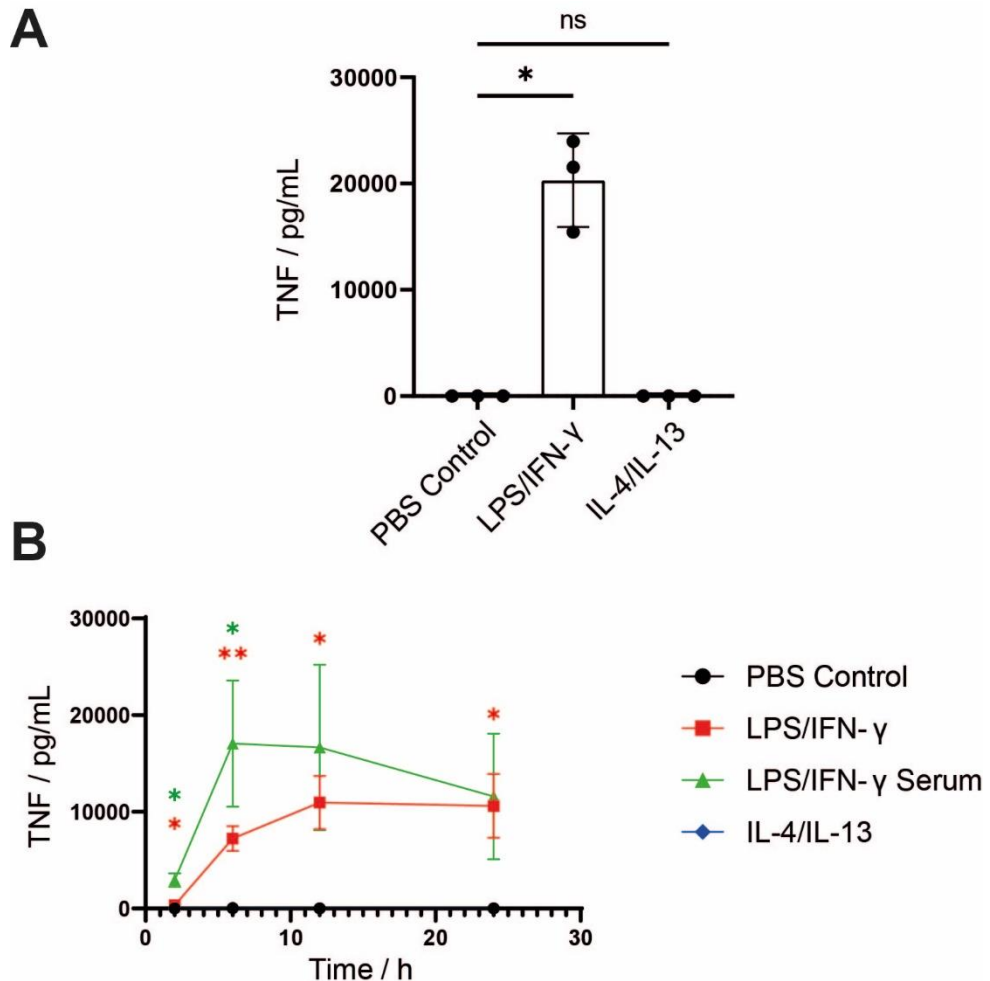 A
ns
*
30000
20000
10000
0
TNF / pg/mL
PBS Control
LPS/IFN-γ
IL-4/IL-13
B
30000
20000
10000
0
TNF / pg/mL
*
*
*
**
*
*
0 10 20 30
Time / h
PBS Control
LPS/IFN-γ
LPS/IFN-γ Serum
IL-4/IL-13